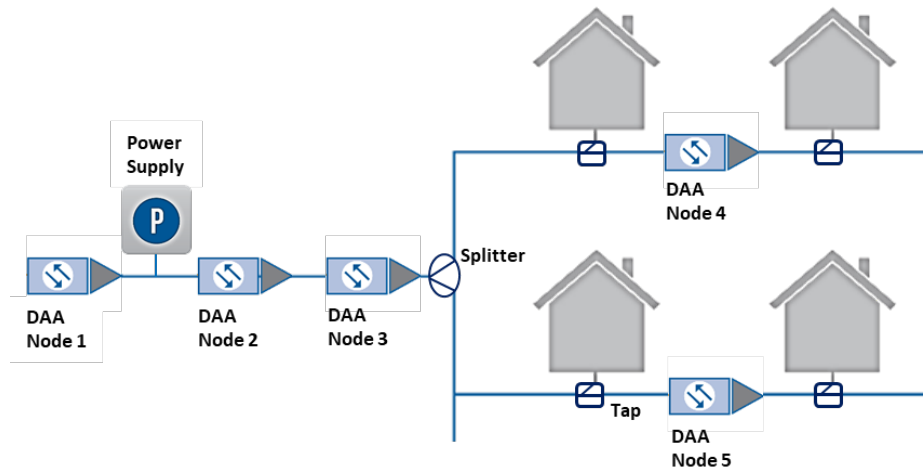 Power
Supply
P
Splitter
DAA
Node 1
DAA
Node 2
DAA
Node 3
DAA
Node 4
Tap
DAA
Node 5